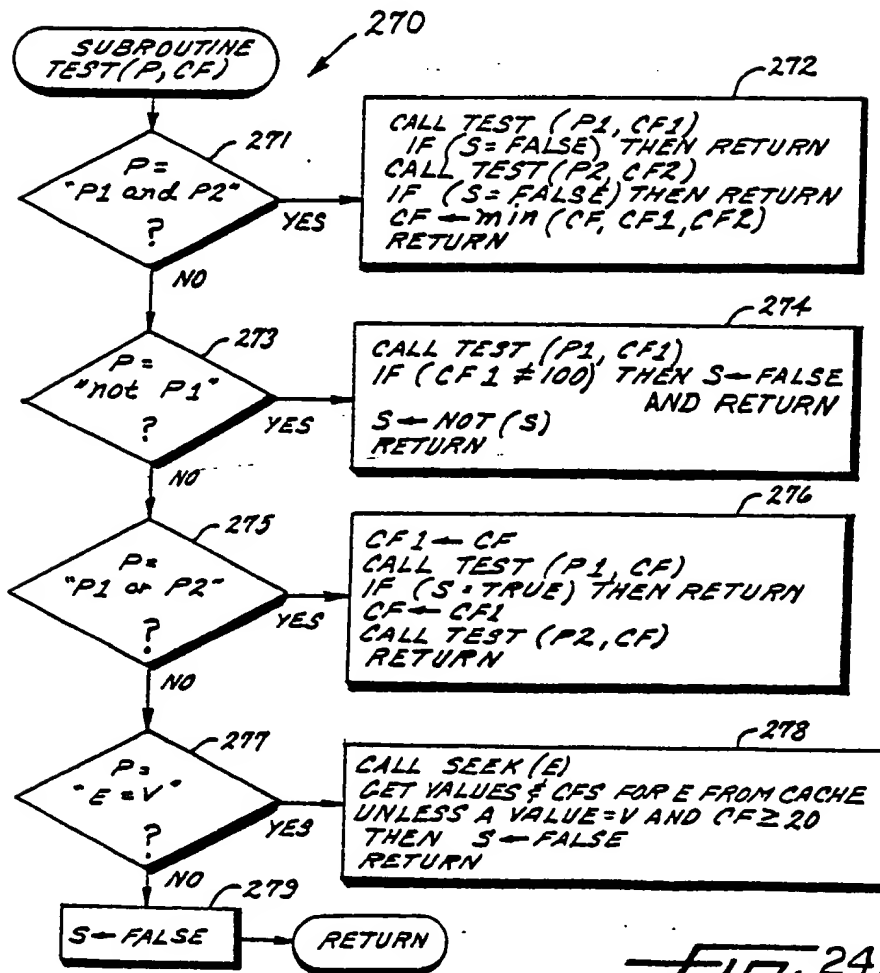 270
SUBROUTINE
TEST(P,CF)
271
P=
"P1 and P2"
?
YES
NO
272
CALL TEST (P1, CF1)
IF (S=FALSE) THEN RETURN
CALL TEST(P2, CF2)
IF (S=FALSE) THEN RETURN
CF←min (CF, CF1, CF2)
RETURN
273
P=
"not P1"
?
YES
NO
274
CALL TEST (P1, CF1)
IF (CF1 ≠100) THEN S←FALSE
AND RETURN
S←NOT (S)
RETURN
275
P=
"P1 or P2"
?
YES
NO
276
CF1←CF
CALL TEST (P1, CF)
IF (S=TRUE) THEN RETURN
CF←CF1
CALL TEST (P2, CF)
RETURN
277
P=
"E=V"
?
YES
NO
278
CALL SEEK (E)
GET VALUES & CFS FOR E FROM CACHE
UNLESS A VALUE=V AND CF≥20
THEN S←FALSE
RETURN
279
S←FALSE
RETURN
FIG. 24